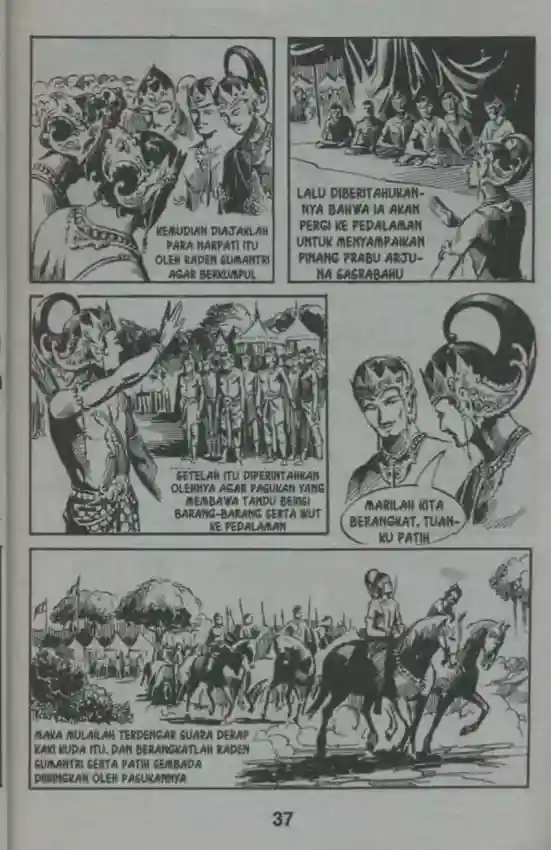 KEMUDIAN DIAJAKLAH
PARA NARPATI ITU
OLEH RADEN SUMANTRI
AGAR BERKUMPUL
LALU DIBERITAHUKAN-
NYA BAHWA IA AKAN
PERGI KE PEDALAMAN
UNTUK MENYAMPAIKAN
PINANG PRABU ARJU-
NA SASRABAHU
SETELAH ITU DIPERINTAHKAN
OLEHNYA AGAR PASUKAN YANG
MEMBAWA TANDU BERISI
BARANG-BARANG SERTA IKUT
KE PEDALAMAN
MARILAH KITA
BERANGKAT, TUAN-
KU PATIH
MAKA MULAILAH TERDENGAR SUARA DERAP
KAKI KUDA ITU, DAN BERANGKATLAH RADEN
SUMANTRI SERTA PATIH SEMBADA
DIIRINGKAN OLEH PASUKANNYA
37